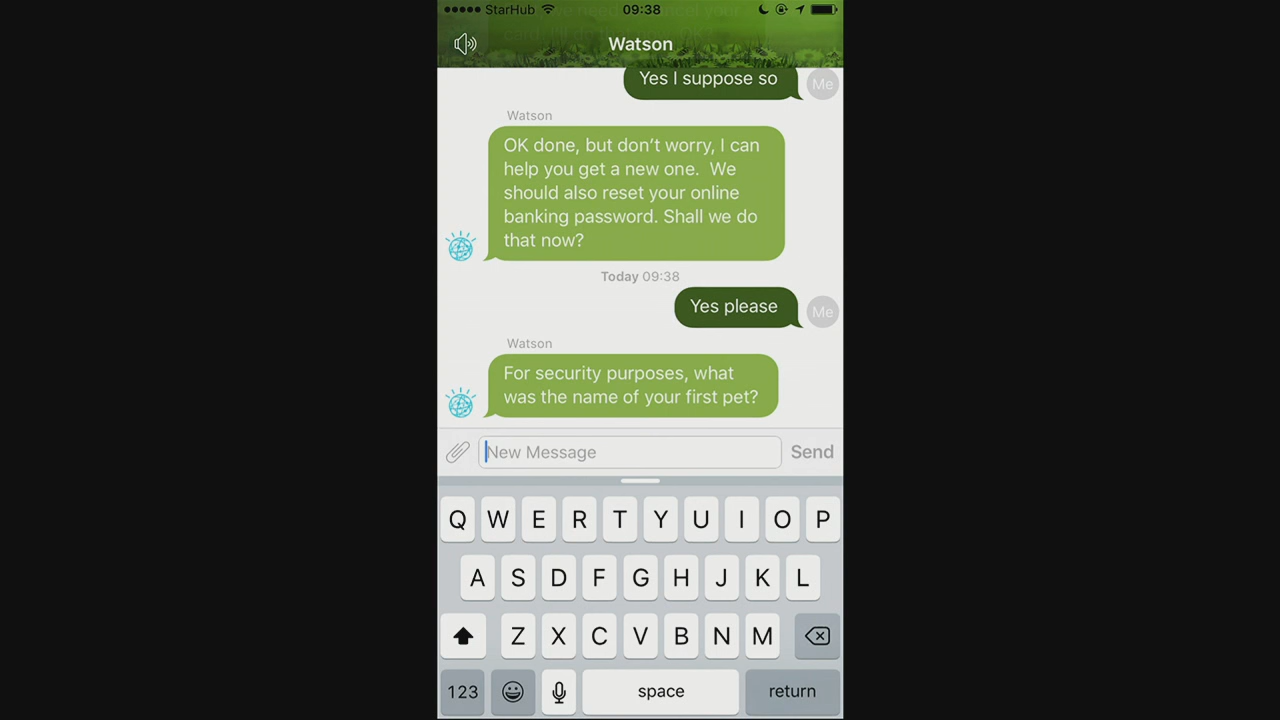 StarHub 09:38
Watson
Yes I suppose so
Me
Watson
OK done, but don’t worry, I can
help you get a new one. We
should also reset your online
banking password. Shall we do
that now?
Today 09:38
Yes please
Me
Watson
For security purposes, what
was the name of your first pet?
New Message Send
Q W E R T Y U I O P
A S D F G H J K L
Z X C V B N M
123 space return